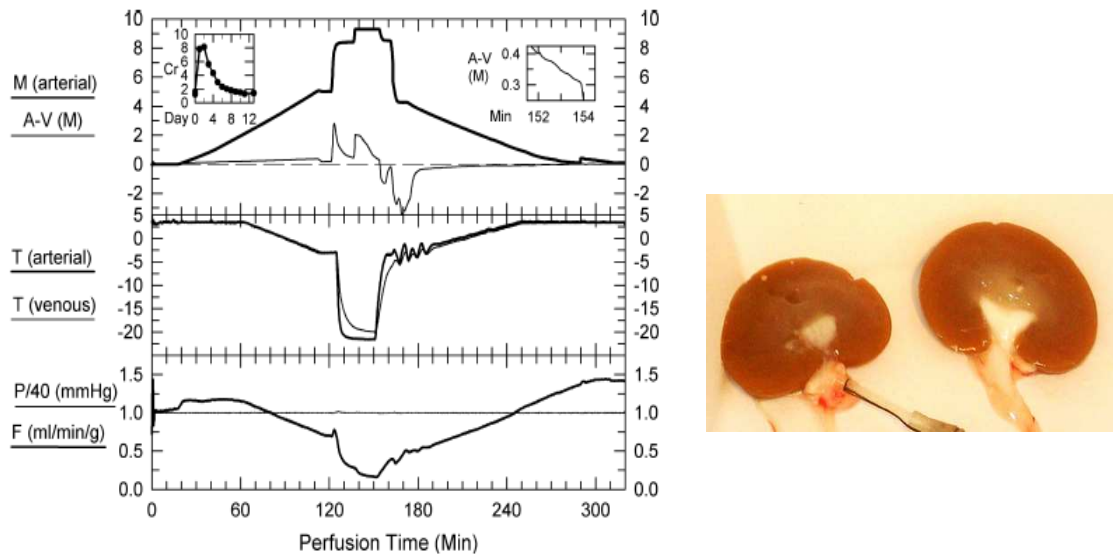 10 10
8 8
6 6
4 4
2 2
0 0
-2 -2
M (arterial)
A-V (M)
10
8
6
4
2
0
Cr
Day 0 4 8 12
A-V
(M)
0.4
0.3
Min 152 154
5 5
0 0
-5 -5
-10 -10
-15 -15
-20 -20
T (arterial)
T (venous)
1.5 1.5
1.0 1.0
0.5 0.5
0.0 0.0
P/40 (mmHg)
F (ml/min/g)
0 60 120 180 240 300
Perfusion Time (Min)